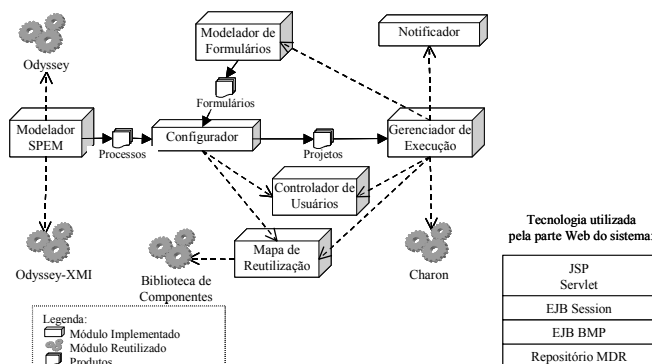 Odyssey
Modelador de
Formulários
Notificador
Formulários
Modelador
SPEM
Processos
Configurador
Projetos
Gerenciador de
Execução
Controlador de
Usuários
Odyssey-XMI
Biblioteca de
Componentes
Mapa de
Reutilização
Charon
Tecnologia utilizada
pela parte Web do sistema:
JSP
Servlet
EJB Session
EJB BMP
Repositório MDR
Legenda:
Módulo Implementado
Módulo Reutilizado
Produtos